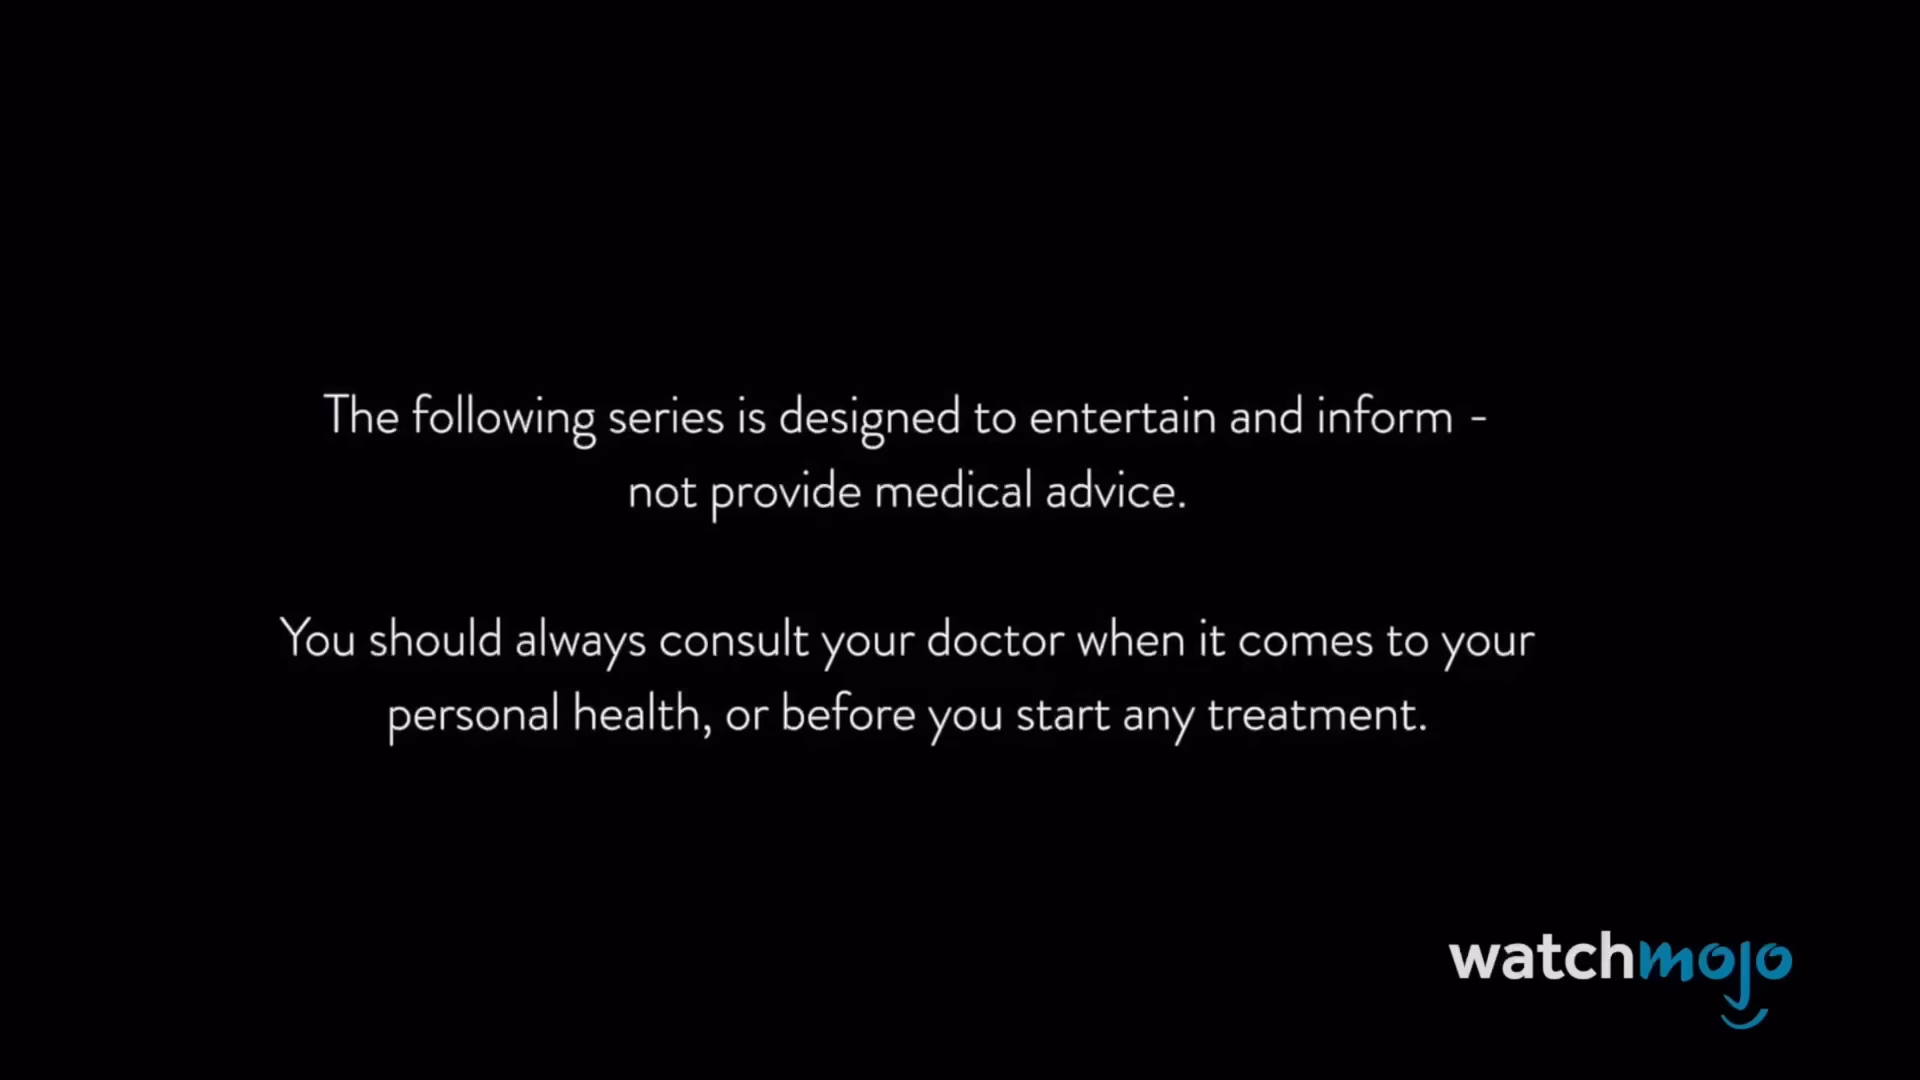 The following series is designed to entertain and inform -
not provide medical advice.
You should always consult your doctor when it comes to your
personal health, or before you start any treatment.
watchmojo